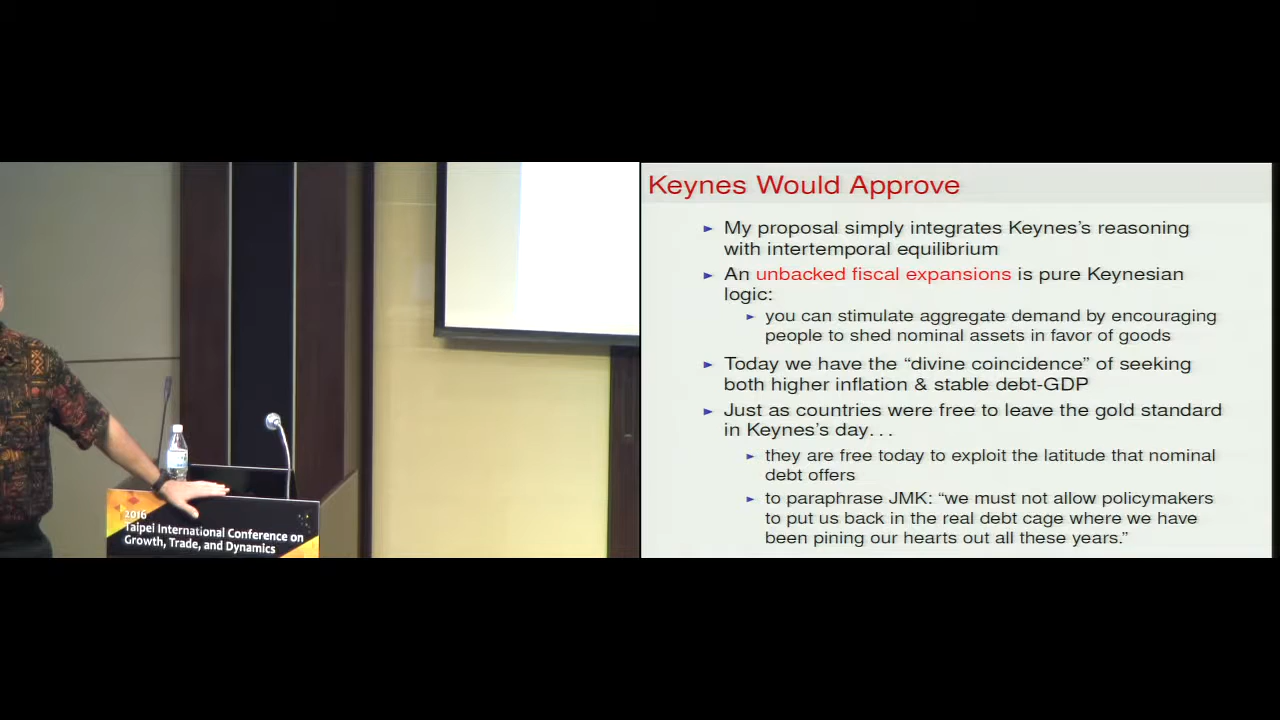 2016
Taipei International Conference on
Growth, Trade, and Dynamics
Keynes Would Approve
► My proposal simply integrates Keynes's reasoning
with intertemporal equilibrium
► An unbacked fiscal expansions is pure Keynesian
logic:
► you can stimulate aggregate demand by encouraging
people to shed nominal assets in favor of goods
► Today we have the “divine coincidence” of seeking
both higher inflation & stable debt-GDP
► Just as countries were free to leave the gold standard
in Keynes's day...
► they are free today to exploit the latitude that nominal
debt offers
► to paraphrase JMK: “we must not allow policymakers
to put us back in the real debt cage where we have
been pining our hearts out all these years.”